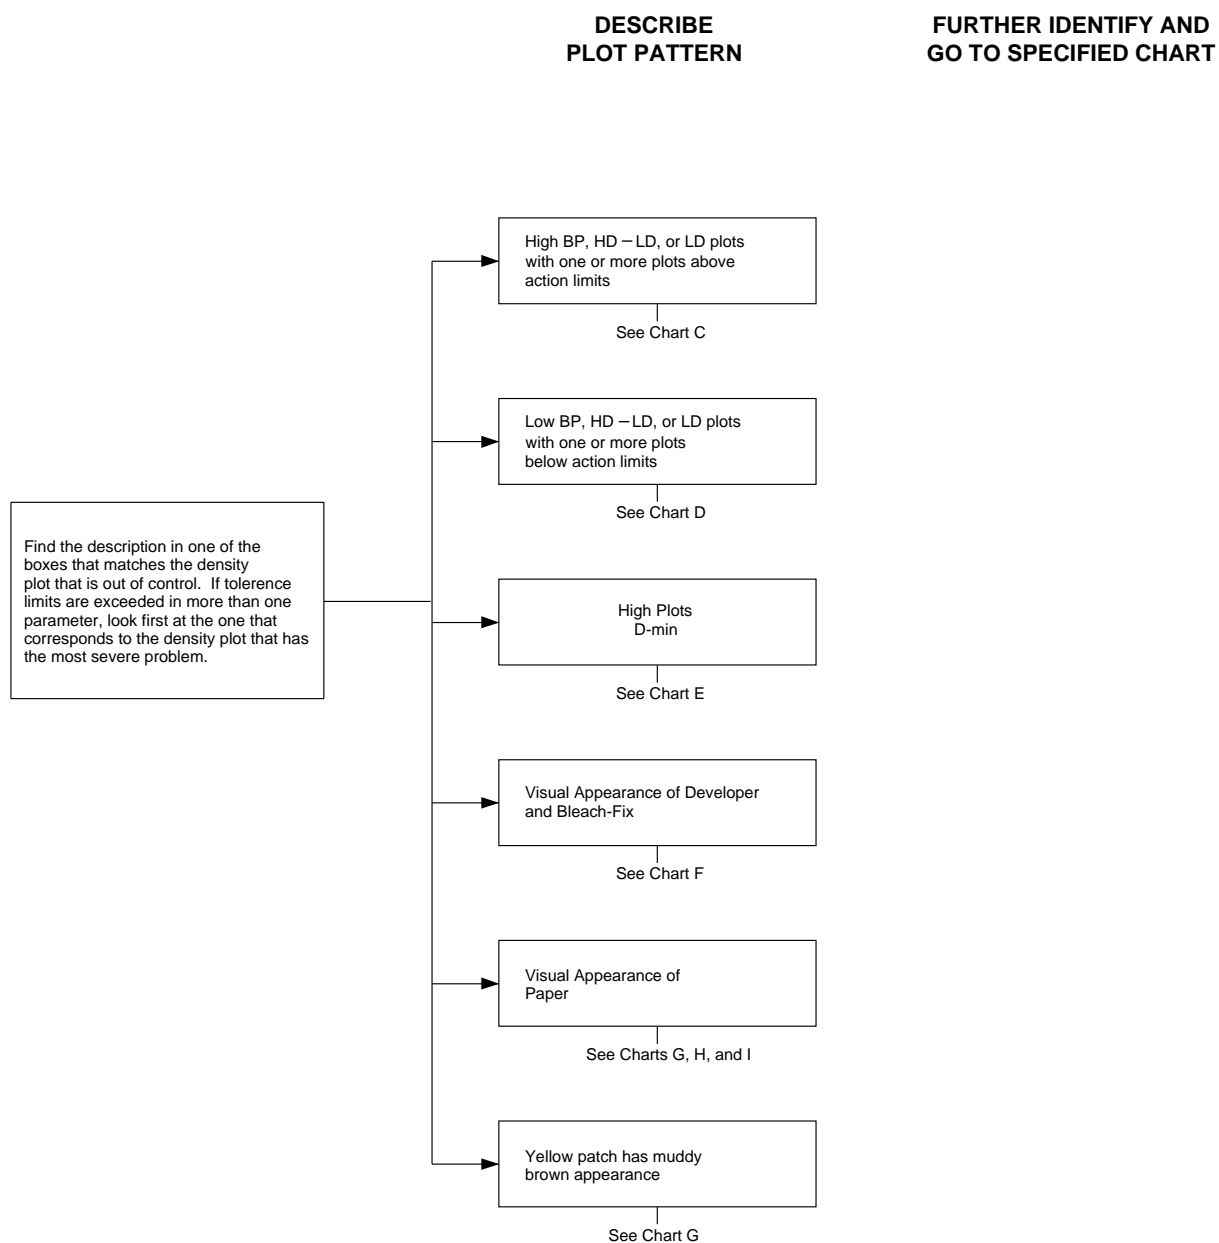 DESCRIBE
PLOT PATTERN
FURTHER IDENTIFY AND
GO TO SPECIFIED CHART
High BP, HD – LD, or LD plots
with one or more plots above
action limits
See Chart C
Low BP, HD – LD, or LD plots
with one or more plots
below action limits
See Chart D
Find the description in one of the
boxes that matches the density
plot that is out of control.  If tolerence
limits are exceeded in more than one
parameter, look first at the one that
corresponds to the density plot that has
the most severe problem.
High Plots
D-min
See Chart E
Visual Appearance of Developer
and Bleach-Fix
See Chart F
Visual Appearance of
Paper
See Charts G, H, and I
Yellow patch has muddy
brown appearance
See Chart G